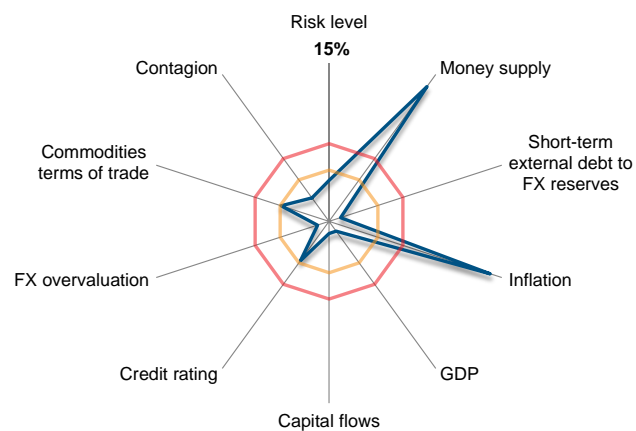 Risk level
15%
Contagion
Money supply
Commodities
terms of trade
Short-term
external debt to
FX reserves
FX overvaluation
Inflation
Credit rating
GDP
Capital flows